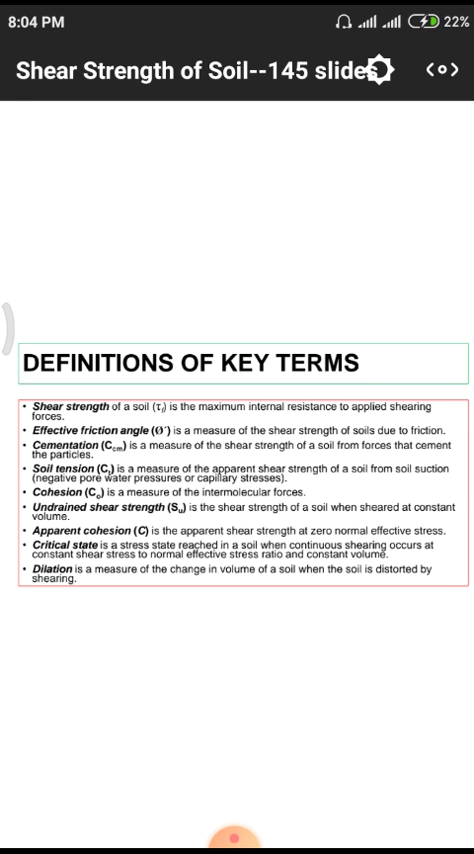 8:04 PM
22%
Shear Strength of Soil--145 slides
DEFINITIONS OF KEY TERMS
• Shear strength of a soil (τf) is the maximum internal resistance to applied shearing
forces.
• Effective friction angle (Ø´) is a measure of the shear strength of soils due to friction.
• Cementation (Ccm) is a measure of the shear strength of a soil from forces that cement
the particles.
• Soil tension (Ct) is a measure of the apparent shear strength of a soil from soil suction
(negative pore water pressures or capillary stresses).
• Cohesion (Co) is a measure of the intermolecular forces.
• Undrained shear strength (Su) is the shear strength of a soil when sheared at constant
volume.
• Apparent cohesion (C) is the apparent shear strength at zero normal effective stress.
• Critical state is a stress state reached in a soil when continuous shearing occurs at
constant shear stress to normal effective stress ratio and constant volume.
• Dilation is a measure of the change in volume of a soil when the soil is distorted by
shearing.